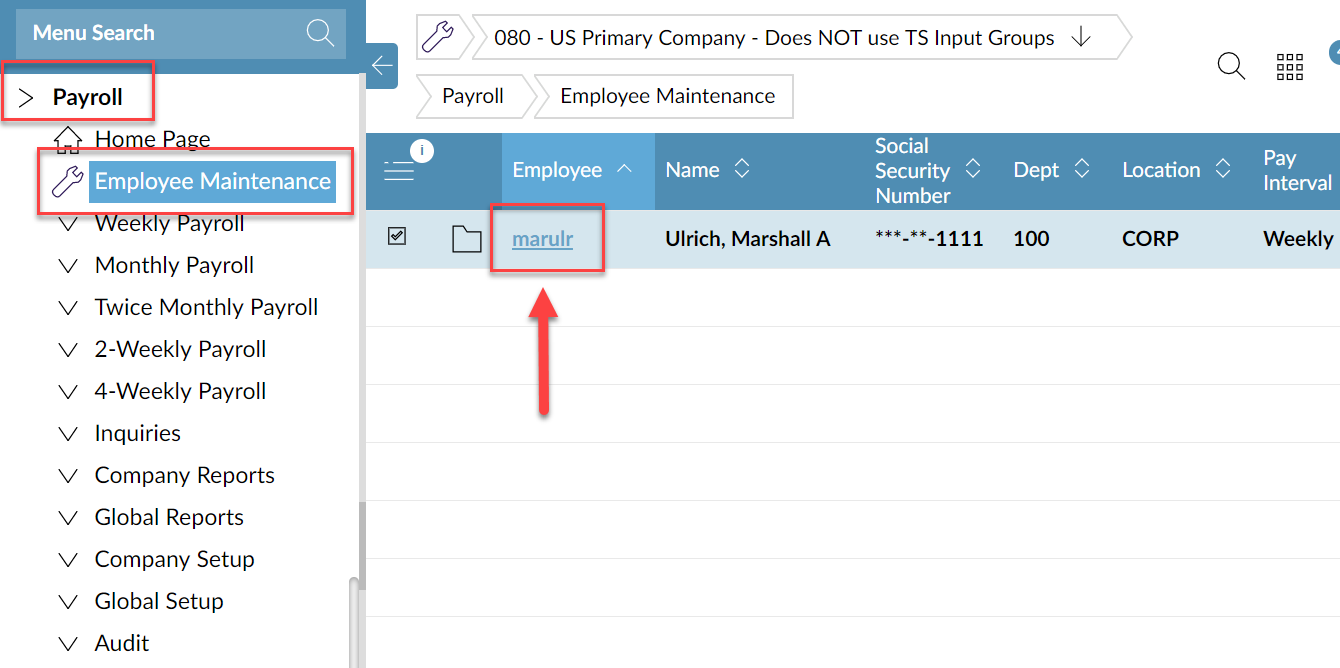 Menu Search
Payroll
Home Page
Employee Maintenance
Weekly Payroll
Monthly Payroll
Twice Monthly Payroll
2-Weekly Payroll
4-Weekly Payroll
Inquiries
Company Reports
Global Reports
Company Setup
Global Setup
Audit
080 - US Primary Company - Does NOT use TS Input Groups
Payroll
Employee Maintenance
i
Employee
Name
Social
Security
Number
Dept
Location
Pay
Interval
marulr
Ulrich, Marshall A
***-**-1111
100
CORP
Weekly